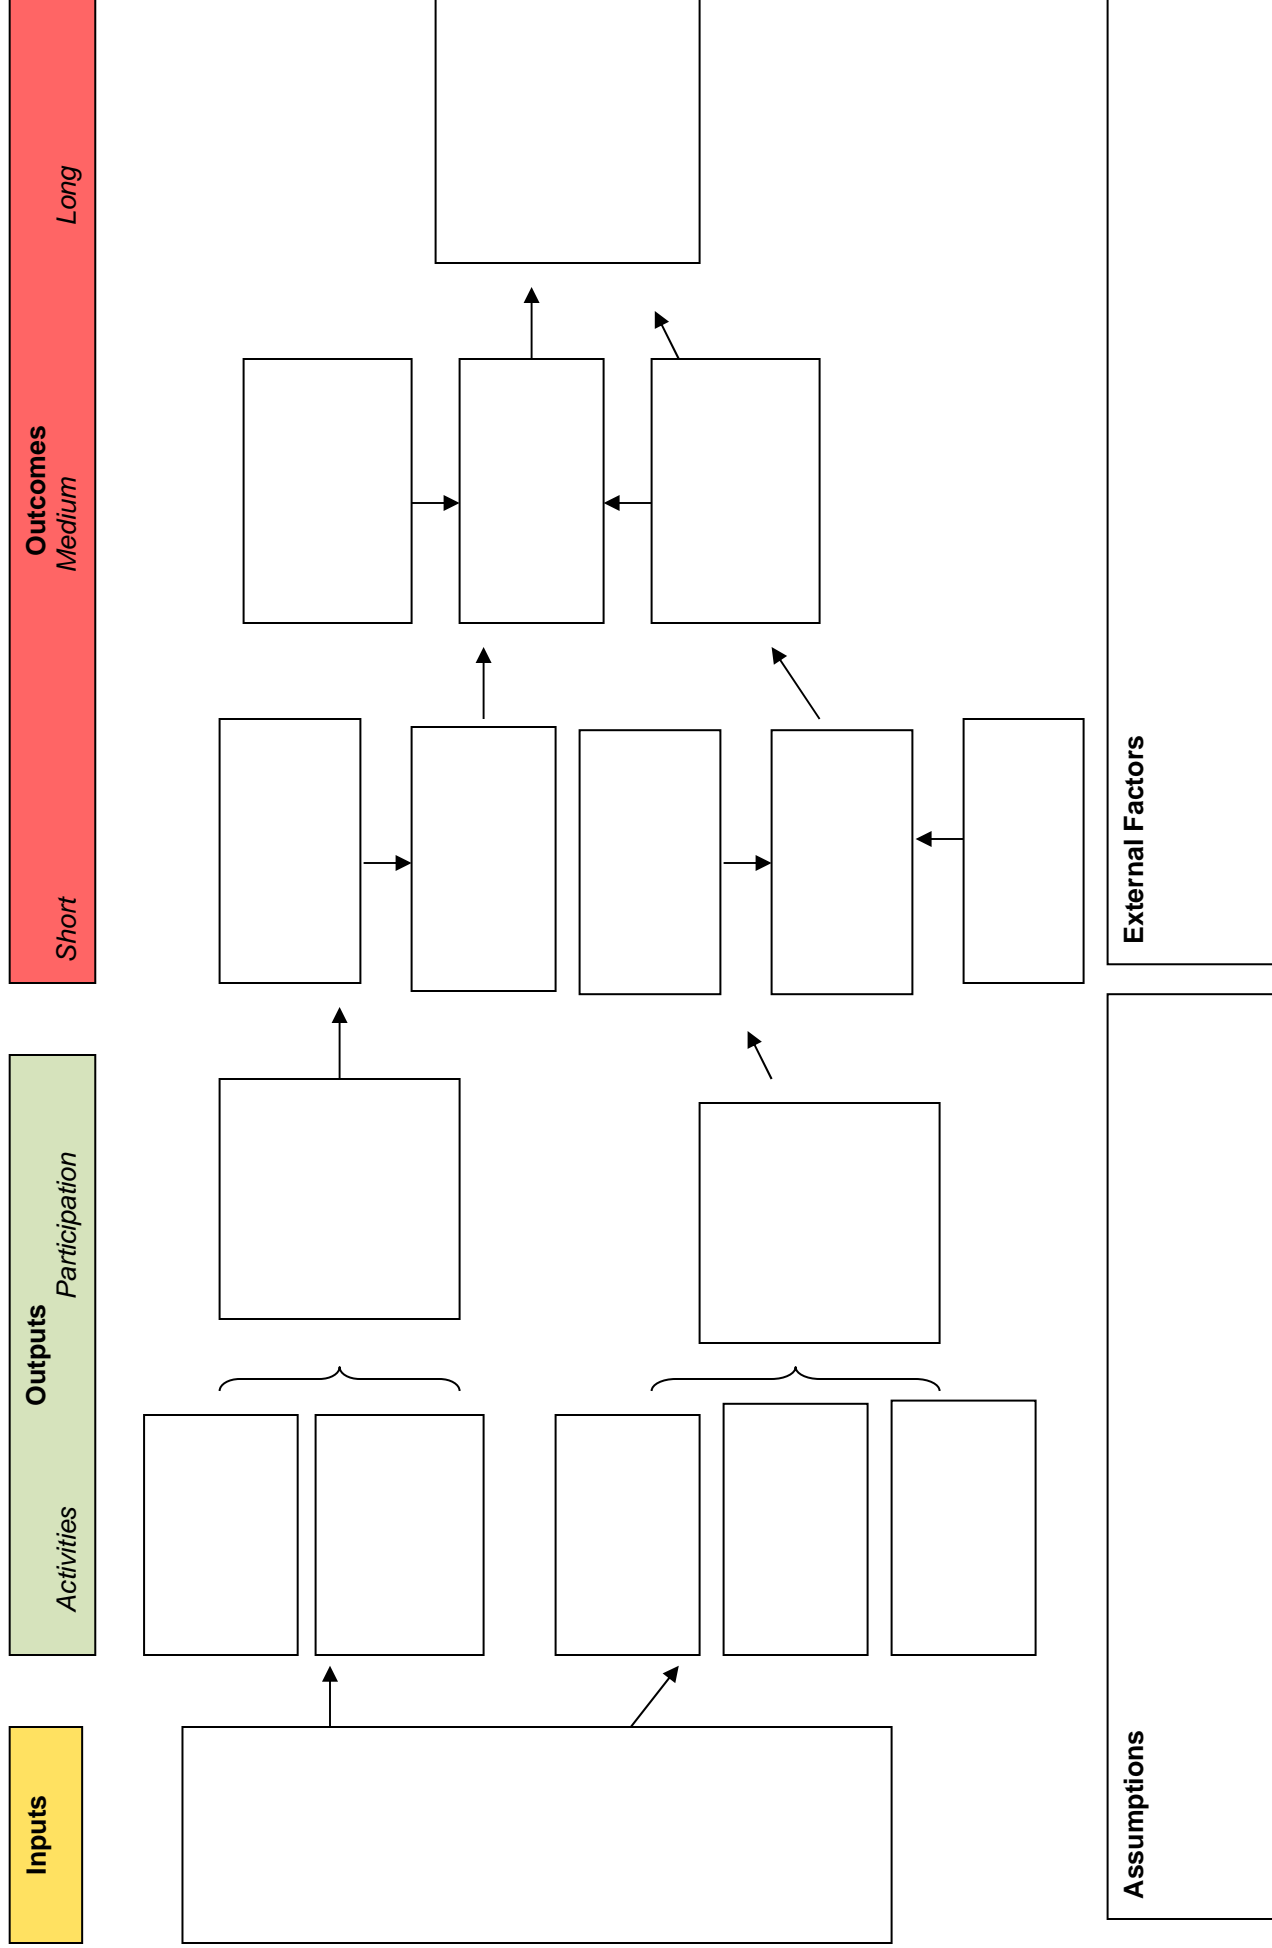 Inputs
Outputs
Activities Participation
Outcomes
Short Medium Long
Assumptions
External Factors